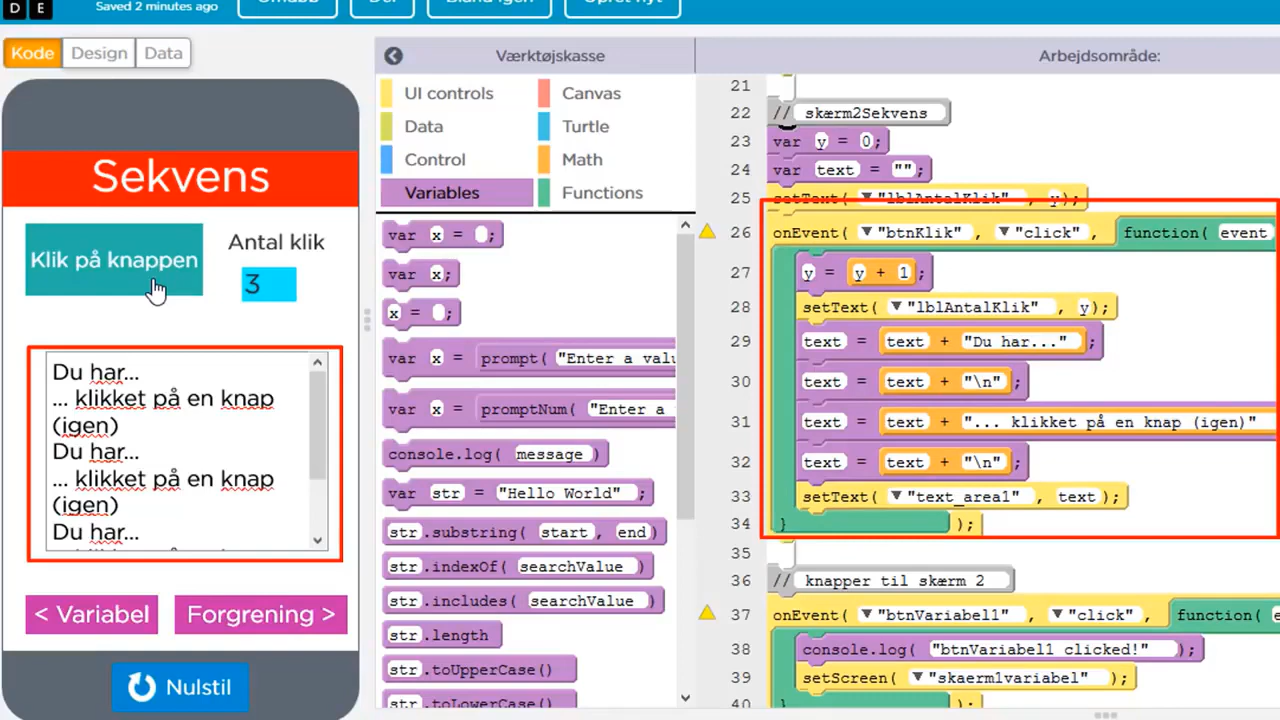 D
E
Saved 2 minutes ago
Kode Design Data
Værktøjskasse
Arbejdsområde:
Sekvens
Klik på knappen
Antal klik
3
Du har...
... klikket på en knap
(igen)
Du har...
... klikket på en knap
(igen)
Du har...
< Variabel
Forgrening >
Nulstil
UI controls
Canvas
Data
Turtle
Control
Math
Variables
Functions
var x = ;
var x;
x = ;
var x = prompt( "Enter a valu
var x = promptNum( "Enter a
console.log( message )
var str = "Hello World" ;
str.substring( start, end)
str.indexOf( searchValue )
str.includes( searchValue )
str.length
str.toUpperCase()
str.toLowerCase()
21
22 // skærm2Sekvens
23 var y = 0;
24 var text = "";
25 setText( ▼"lblAntalKlik" , y);
26 onEvent( ▼"btnKlik" , ▼"click", function( event
27 y = y + 1;
28 setText( ▼"lblAntalKlik" , y);
29 text = text + "Du har..." ;
30 text = text + "\n" ;
31 text = text + "... klikket på en knap (igen)"
32 text = text + "\n" ;
33 setText( ▼"text_area1" , text);
34 } );
35
36 // knapper til skærm 2
37 onEvent( ▼"btnVariabel1" , ▼"click", function( e
38 console.log( "btnVariabel1 clicked!" );
39 setScreen( ▼"skaerm1variabel" );
40 } );